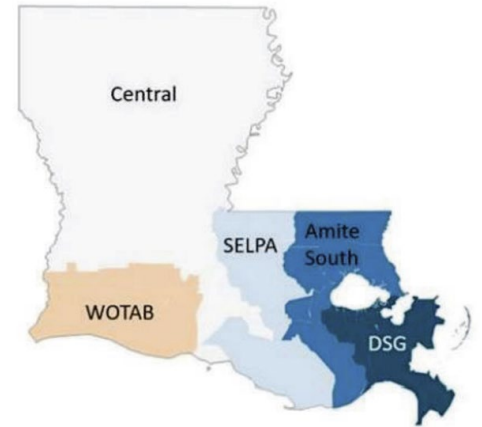 Central
SELPA
Amite
South
WOTAB
DSG